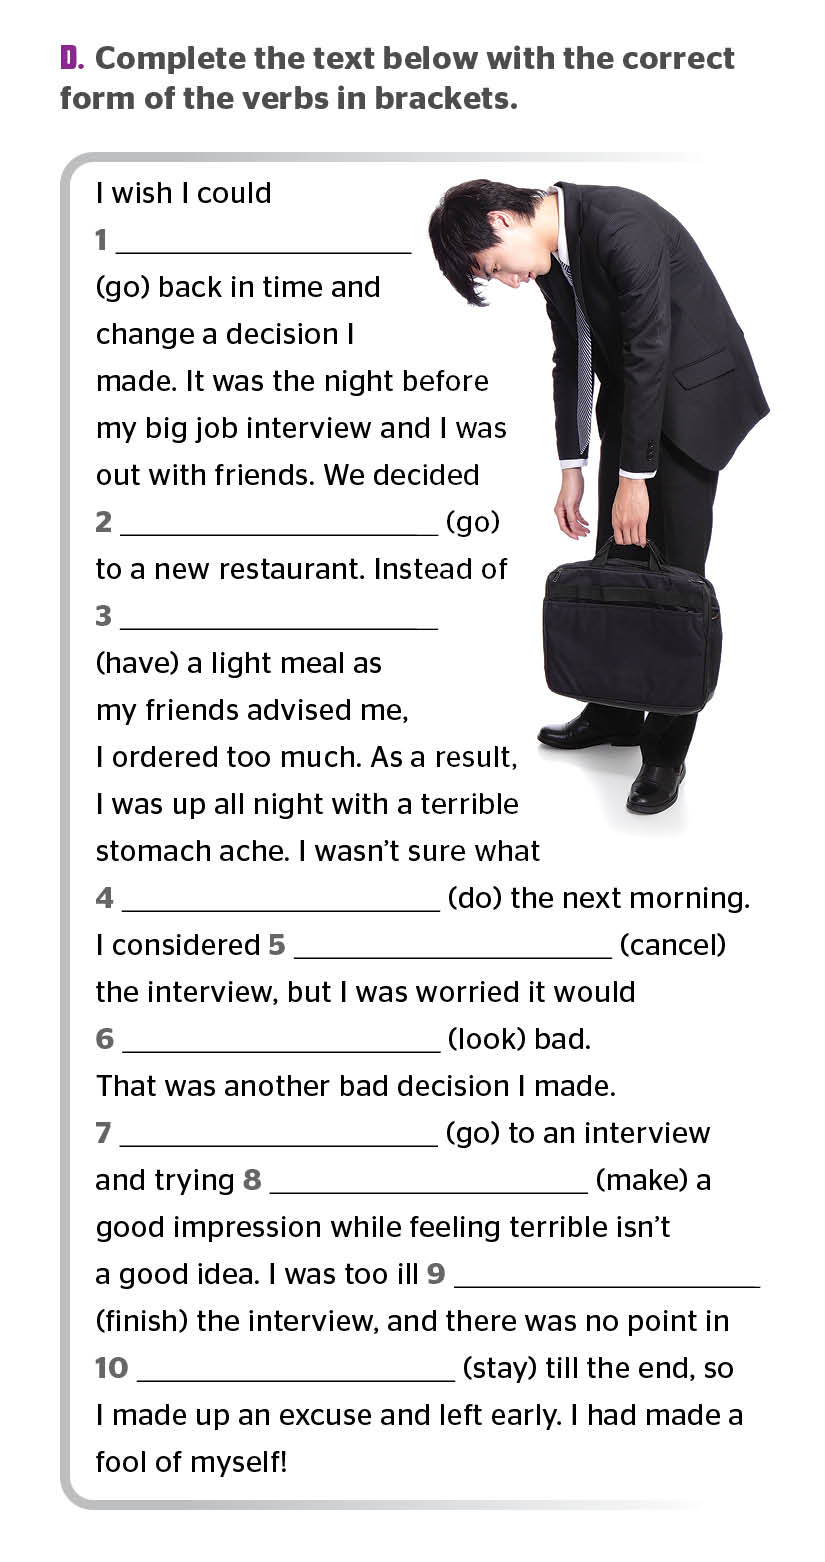 D. Complete the text below with the correct
form of the verbs in brackets.
I wish I could
1 ____________________
(go) back in time and
change a decision I
made. It was the night before
my big job interview and I was
out with friends. We decided
2 ____________________ (go)
to a new restaurant. Instead of
3 ____________________
(have) a light meal as
my friends advised me,
I ordered too much. As a result,
I was up all night with a terrible
stomach ache. I wasn't sure what
4 ____________________ (do) the next morning.
I considered 5 ____________________ (cancel)
the interview, but I was worried it would
6 ____________________ (look) bad.
That was another bad decision I made.
7 ____________________ (go) to an interview
and trying 8 ____________________ (make) a
good impression while feeling terrible isn't
a good idea. I was too ill 9 ____________________
(finish) the interview, and there was no point in
10 ____________________ (stay) till the end, so
I made up an excuse and left early. I had made a
fool of myself!